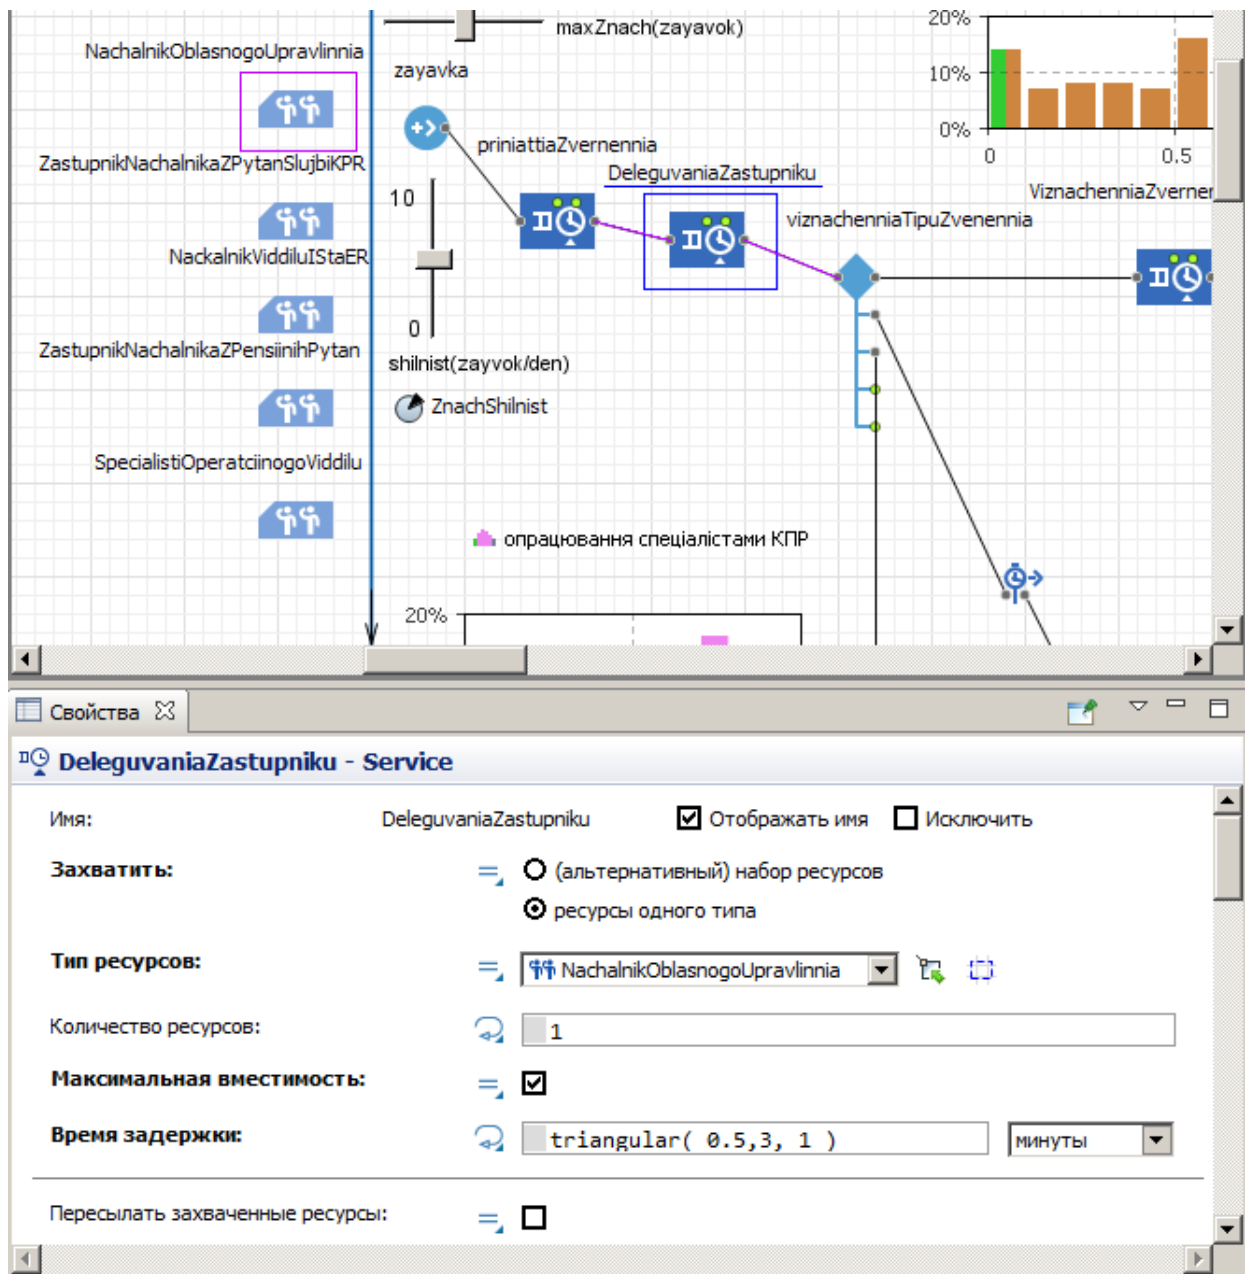 NachalnikOblasnogoUpravlinnia
ZastupnikNachalnikaZPytanSlujbiKPR
NackalnikViddiluIStaER
ZastupnikNachalnikaZPensiinihPytan
SpecialistiOperatciinogoViddilu
maxZnach(zayavok)
zayavka
priniattiaZvernennia
DeleguvaniaZastupniku
viznachenniaTipuZvenennia
10
0
shilnist(zayvok/den)
ZnachShilnist
20%
10%
0%
0
0.5
ViznachenniaZverner
опрацювання спеціалістами КПР
20%
Свойства
DeleguvaniaZastupniku - Service
Имя: DeleguvaniaZastupniku Отображать имя Исключить
Захватить: (альтернативный) набор ресурсов
ресурсы одного типа
Тип ресурсов: NachalnikOblasnogoUpravlinnia
Количество ресурсов: 1
Максимальная вместимость:
Время задержки: triangular( 0.5,3, 1 ) минуты
Пересылать захваченные ресурсы: